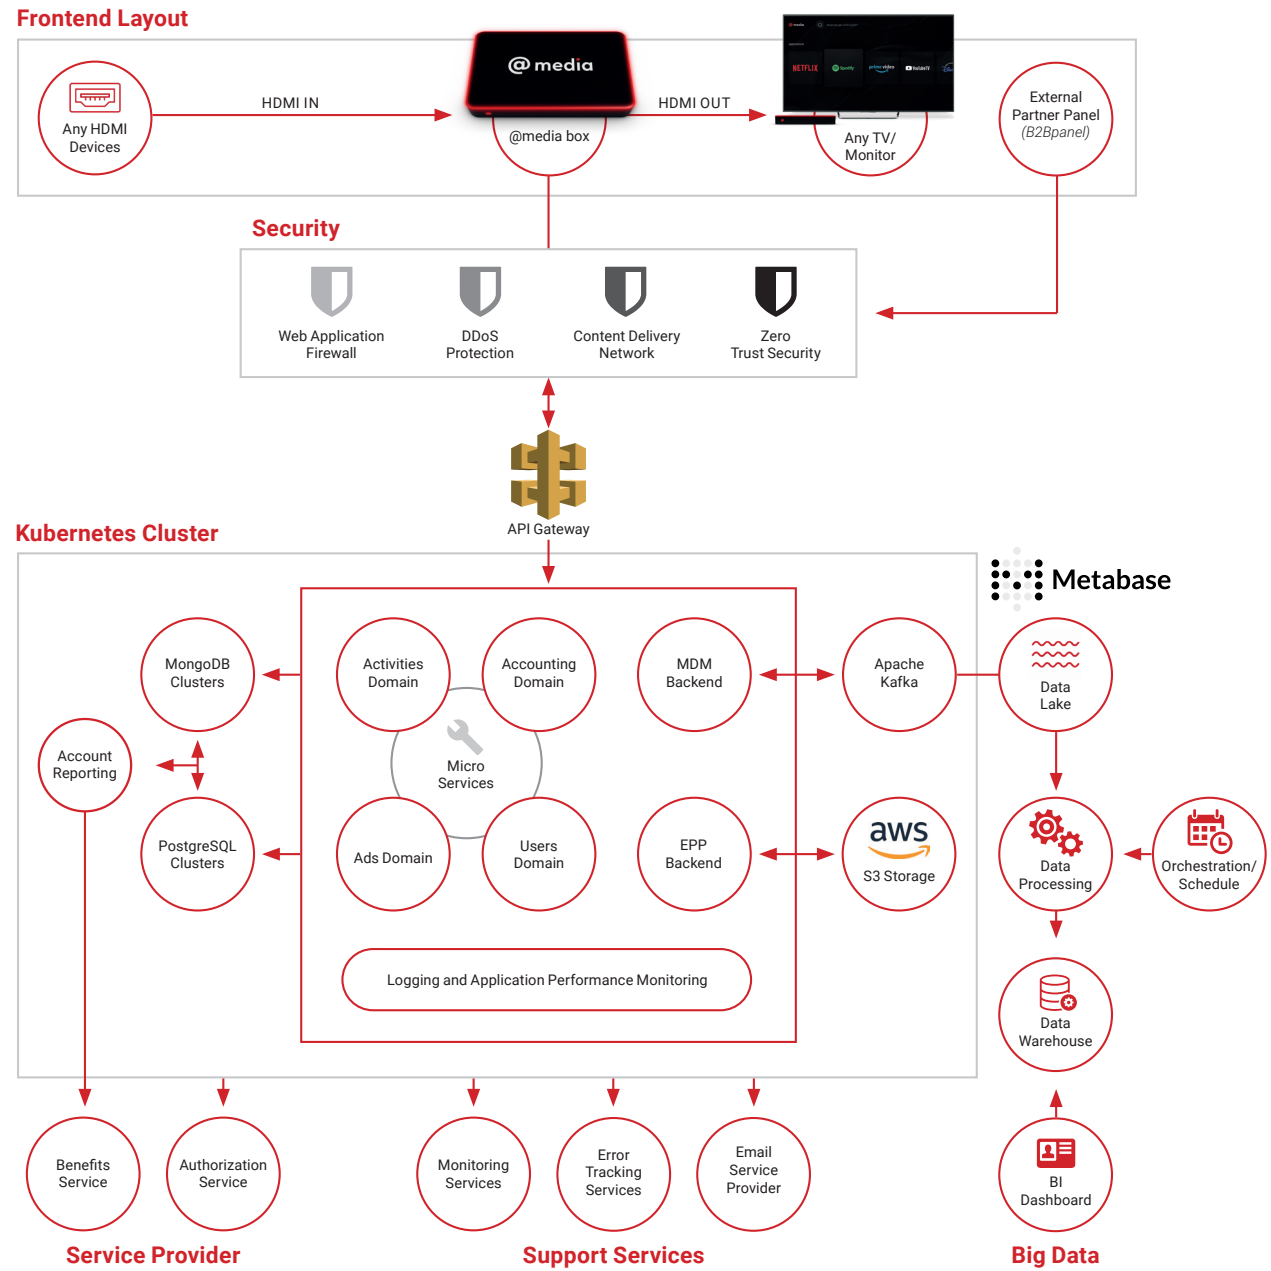 Frontend Layout
@media
NETFLIX
Spotify
prime video
YouTubeTV
HDMI IN
HDMI OUT
Any HDMI
Devices
@media box
Any TV/
Monitor
External
Partner Panel
(B2Bpanel)
Security
Web Application
Firewall
DDoS
Protection
Content Delivery
Network
Zero
Trust Security
API Gateway
Kubernetes Cluster
Metabase
MongoDB
Clusters
Activities
Domain
Accounting
Domain
MDM
Backend
Apache
Kafka
Data
Lake
Account
Reporting
Micro
Services
PostgreSQL
Clusters
Ads Domain
Users
Domain
EPP
Backend
aws
S3 Storage
Data
Processing
Orchestration/
Schedule
Logging and Application Performance Monitoring
Data
Warehouse
Benefits
Service
Authorization
Service
Monitoring
Services
Error
Tracking
Services
Email
Service
Provider
BI
Dashboard
Service Provider
Support Services
Big Data